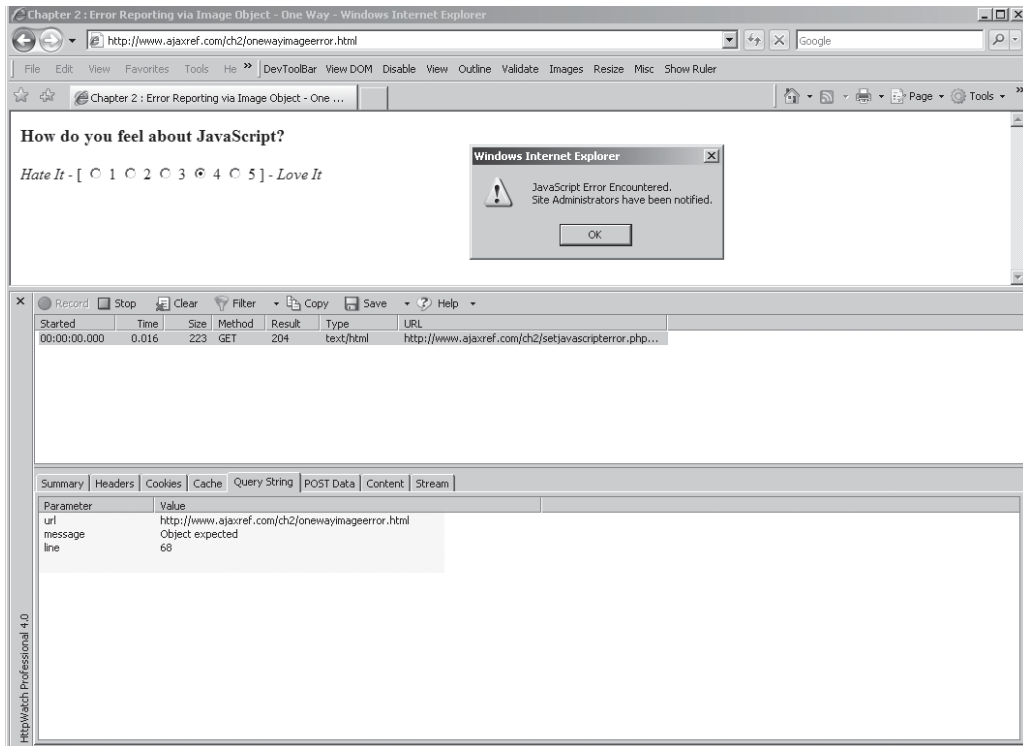 Chapter 2 : Error Reporting via Image Object - One Way - Windows Internet Explorer
http://www.ajaxref.com/ch2/onewayimageerror.html
Google
File Edit View Favorites Tools He » DevToolBar View DOM Disable View Outline Validate Images Resize Misc Show Ruler
Chapter 2 : Error Reporting via Image Object - One ...
Page Tools »
How do you feel about JavaScript?
Hate It - [ 1 2 3 4 5 ] - Love It
Windows Internet Explorer
JavaScript Error Encountered.
Site Administrators have been notified.
OK
Record Stop Clear Filter Copy Save Help
Started Time Size Method Result Type URL
00:00:00.000 0.016 223 GET 204 text/html http://www.ajaxref.com/ch2/setjavascripterror.php...
Summary Headers Cookies Cache Query String POST Data Content Stream
Parameter Value
url http://www.ajaxref.com/ch2/onewayimageerror.html
message Object expected
line 68
HttpWatch Professional 4.0